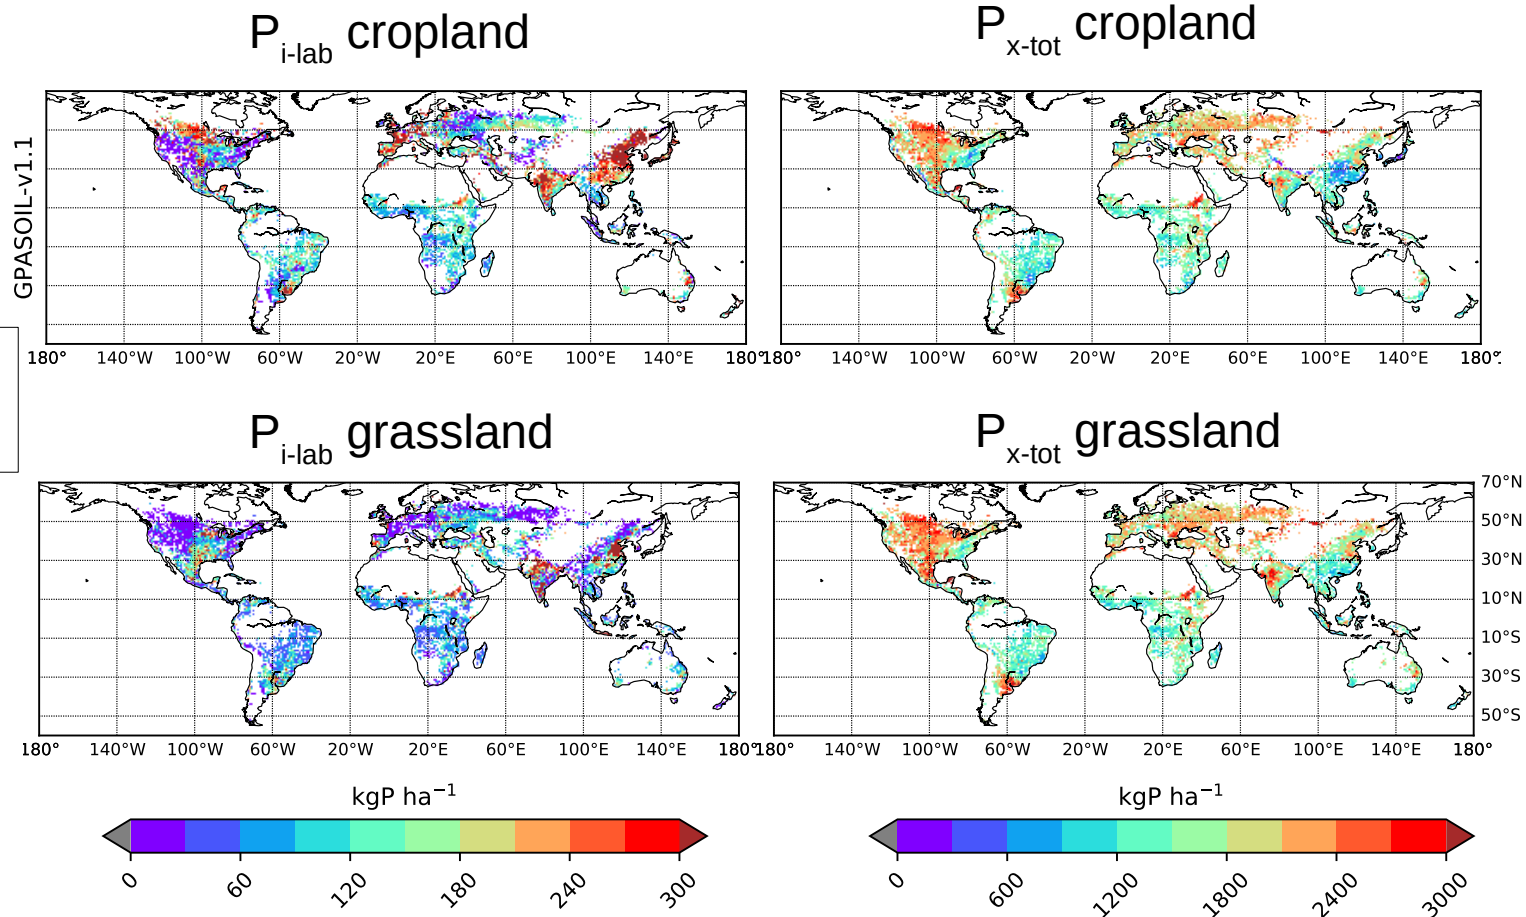 P i-lab cropland
P x-tot cropland
GPASOIL-v1.1
180° 140°W 100°W 60°W 20°W 20°E 60°E 100°E 140°E 180°
180° 140°W 100°W 60°W 20°W 20°E 60°E 100°E 140°E 180°
P i-lab grassland
P x-tot grassland
70°N
50°N
30°N
10°N
10°S
30°S
50°S
180° 140°W 100°W 60°W 20°W 20°E 60°E 100°E 140°E 180°
180° 140°W 100°W 60°W 20°W 20°E 60°E 100°E 140°E 180°
kgP ha⁻¹
0 60 120 180 240 300
kgP ha⁻¹
0 600 1200 1800 2400 3000